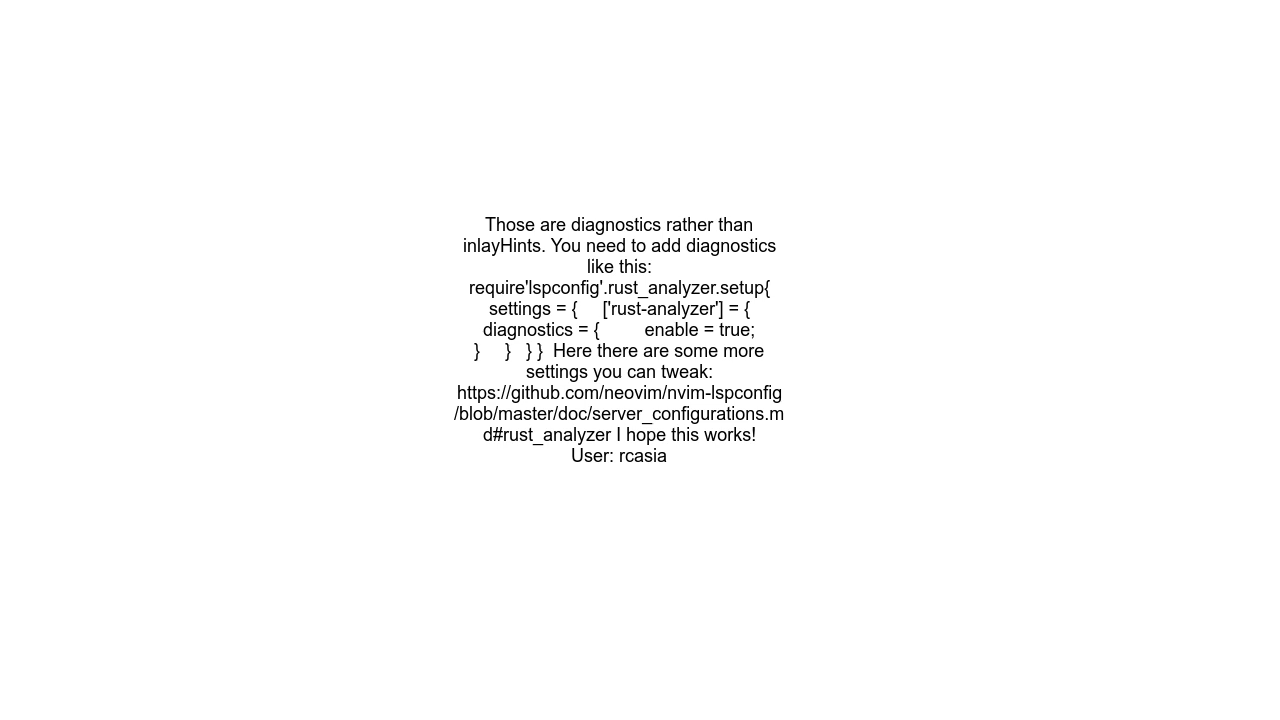 Those are diagnostics rather than
inlayHints. You need to add diagnostics
like this:
require'lspconfig'.rust_analyzer.setup{
settings = {     ['rust-analyzer'] = {
diagnostics = {         enable = true;
}     }   } }  Here there are some more
settings you can tweak:
https://github.com/neovim/nvim-lspconfig
/blob/master/doc/server_configurations.m
d#rust_analyzer I hope this works!
User: rcasia